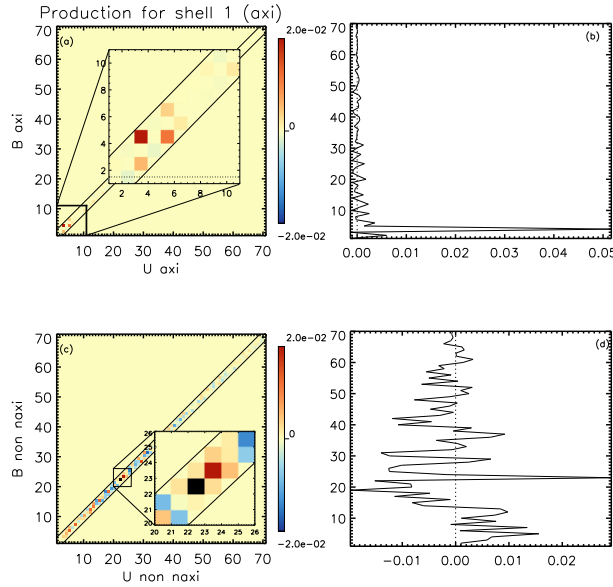 Production for shell 1 (axi)
(a)
70
60
50
40
30
20
10
10 20 30 40 50 60 70
B axi
U axi
10
8
6
4
2
2 4 6 8 10
2.0e-02
0
-2.0e-02
(b)
70
60
50
40
30
20
10
0.00 0.01 0.02 0.03 0.04 0.05
(c)
70
60
50
40
30
20
10
10 20 30 40 50 60 70
B non naxi
U non naxi
26
25
24
23
22
21
20
20 21 22 23 24 25 26
2.0e-02
0
-2.0e-02
(d)
70
60
50
40
30
20
10
-0.01 0.00 0.01 0.02